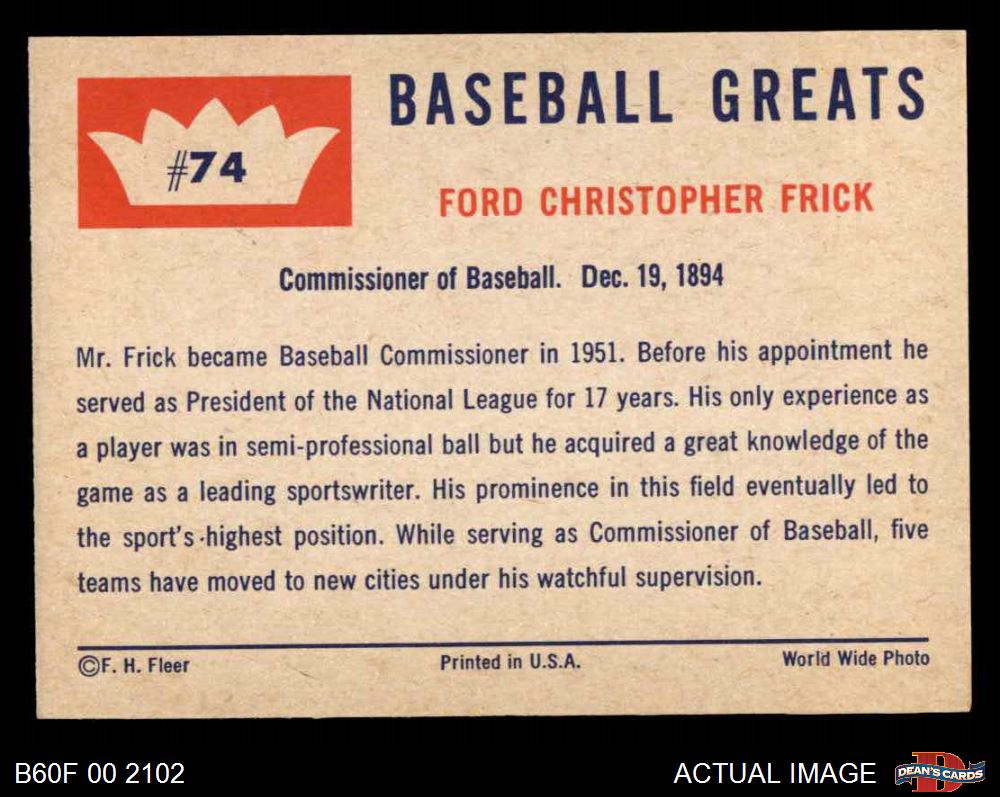 BASEBALL GREATS
#74
FORD CHRISTOPHER FRICK
Commissioner of Baseball. Dec. 19, 1894
Mr. Frick became Baseball Commissioner in 1951. Before his appointment he
served as President of the National League for 17 years. His only experience as
a player was in semi-professional ball but he acquired a great knowledge of the
game as a leading sportswriter. His prominence in this field eventually led to
the sport's highest position. While serving as Commissioner of Baseball, five
teams have moved to new cities under his watchful supervision.
©F. H. Fleer Printed in U.S.A. World Wide Photo
B60F 00 2102 ACTUAL IMAGE DEAN'S CARDS